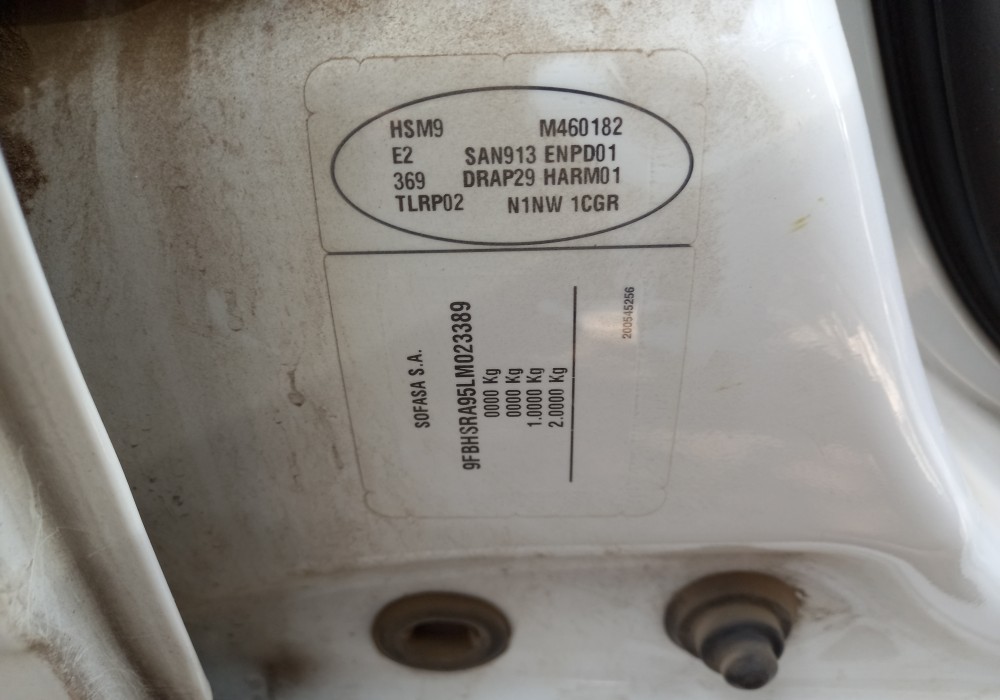 HSM9 M460182
E2 SAN913 ENPD01
369 DRAP29 HARM01
TLRP02 N1NW 1CGR
SOFASA S.A.
9FBHSRA95LM023389
0000 Kg
0000 Kg
1.0000 Kg
2.0000 Kg
200545256